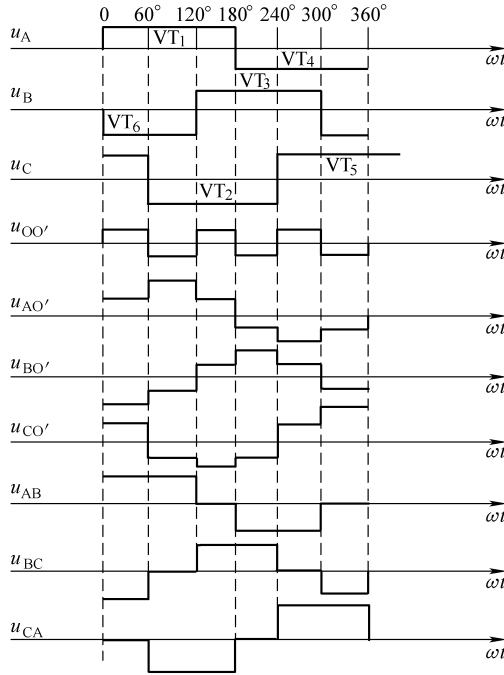 0 60° 120° 180° 240° 300° 360°
u_A VT₁ VT₄ ωt
u_B VT₆ VT₃ ωt
u_C VT₂ VT₅ ωt
u_OO′ ωt
u_AO′ ωt
u_BO′ ωt
u_CO′ ωt
u_AB ωt
u_BC ωt
u_CA ωt